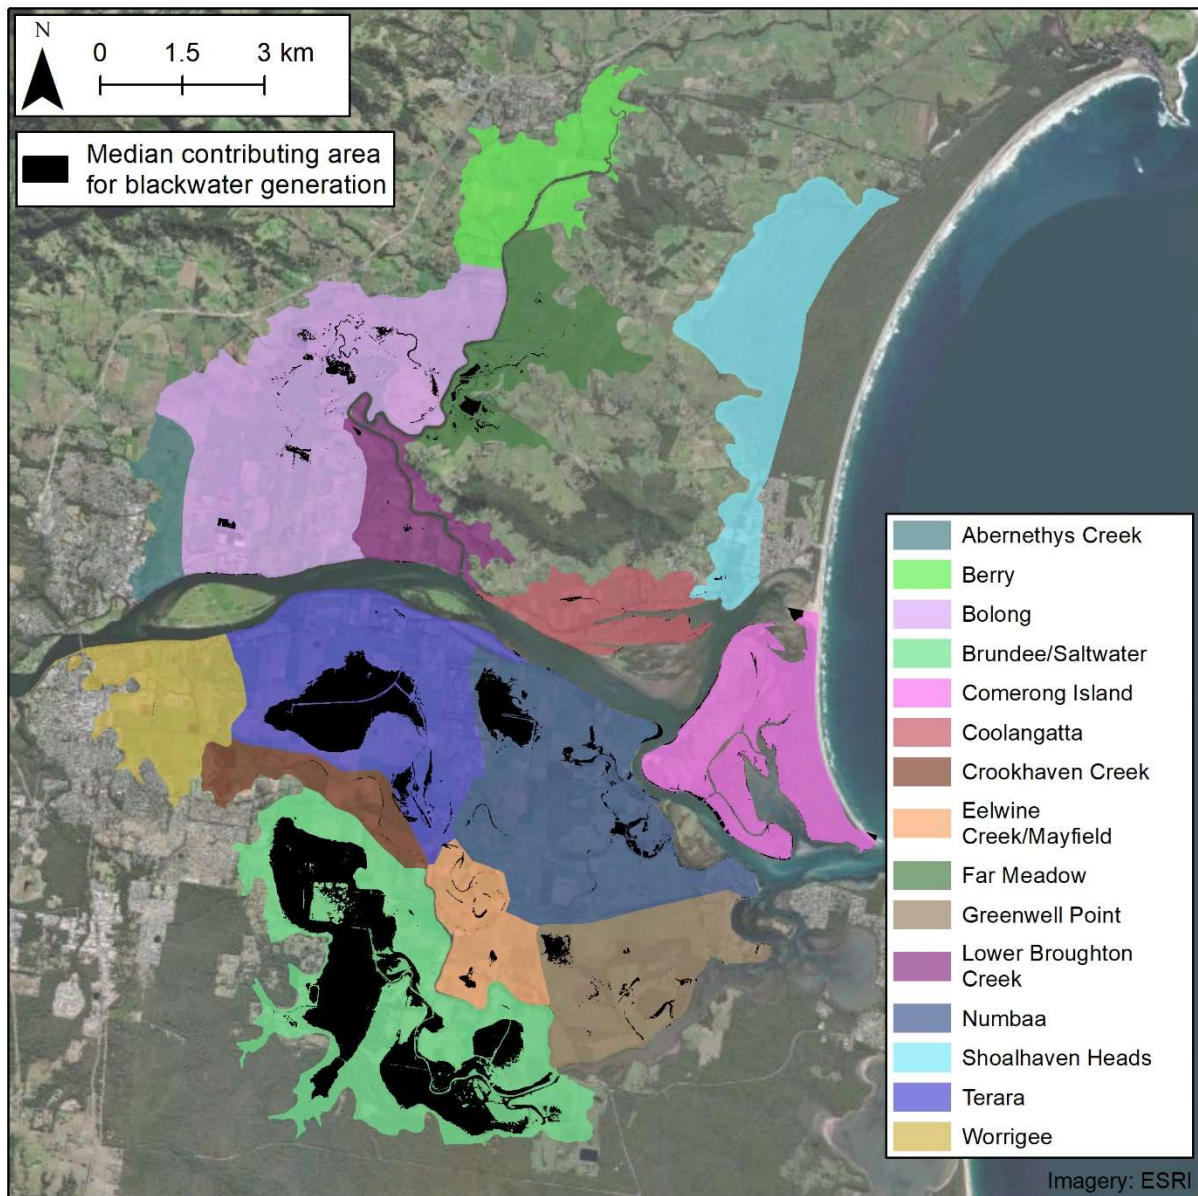 N
0 1.5 3 km
Median contributing area
for blackwater generation
Abernethys Creek
Berry
Bolong
Brundee/Saltwater
Comerong Island
Coolangatta
Crookhaven Creek
Eelwine
Creek/Mayfield
Far Meadow
Greenwell Point
Lower Broughton
Creek
Numbaa
Shoalhaven Heads
Terara
Worrigee
Imagery: ESRI